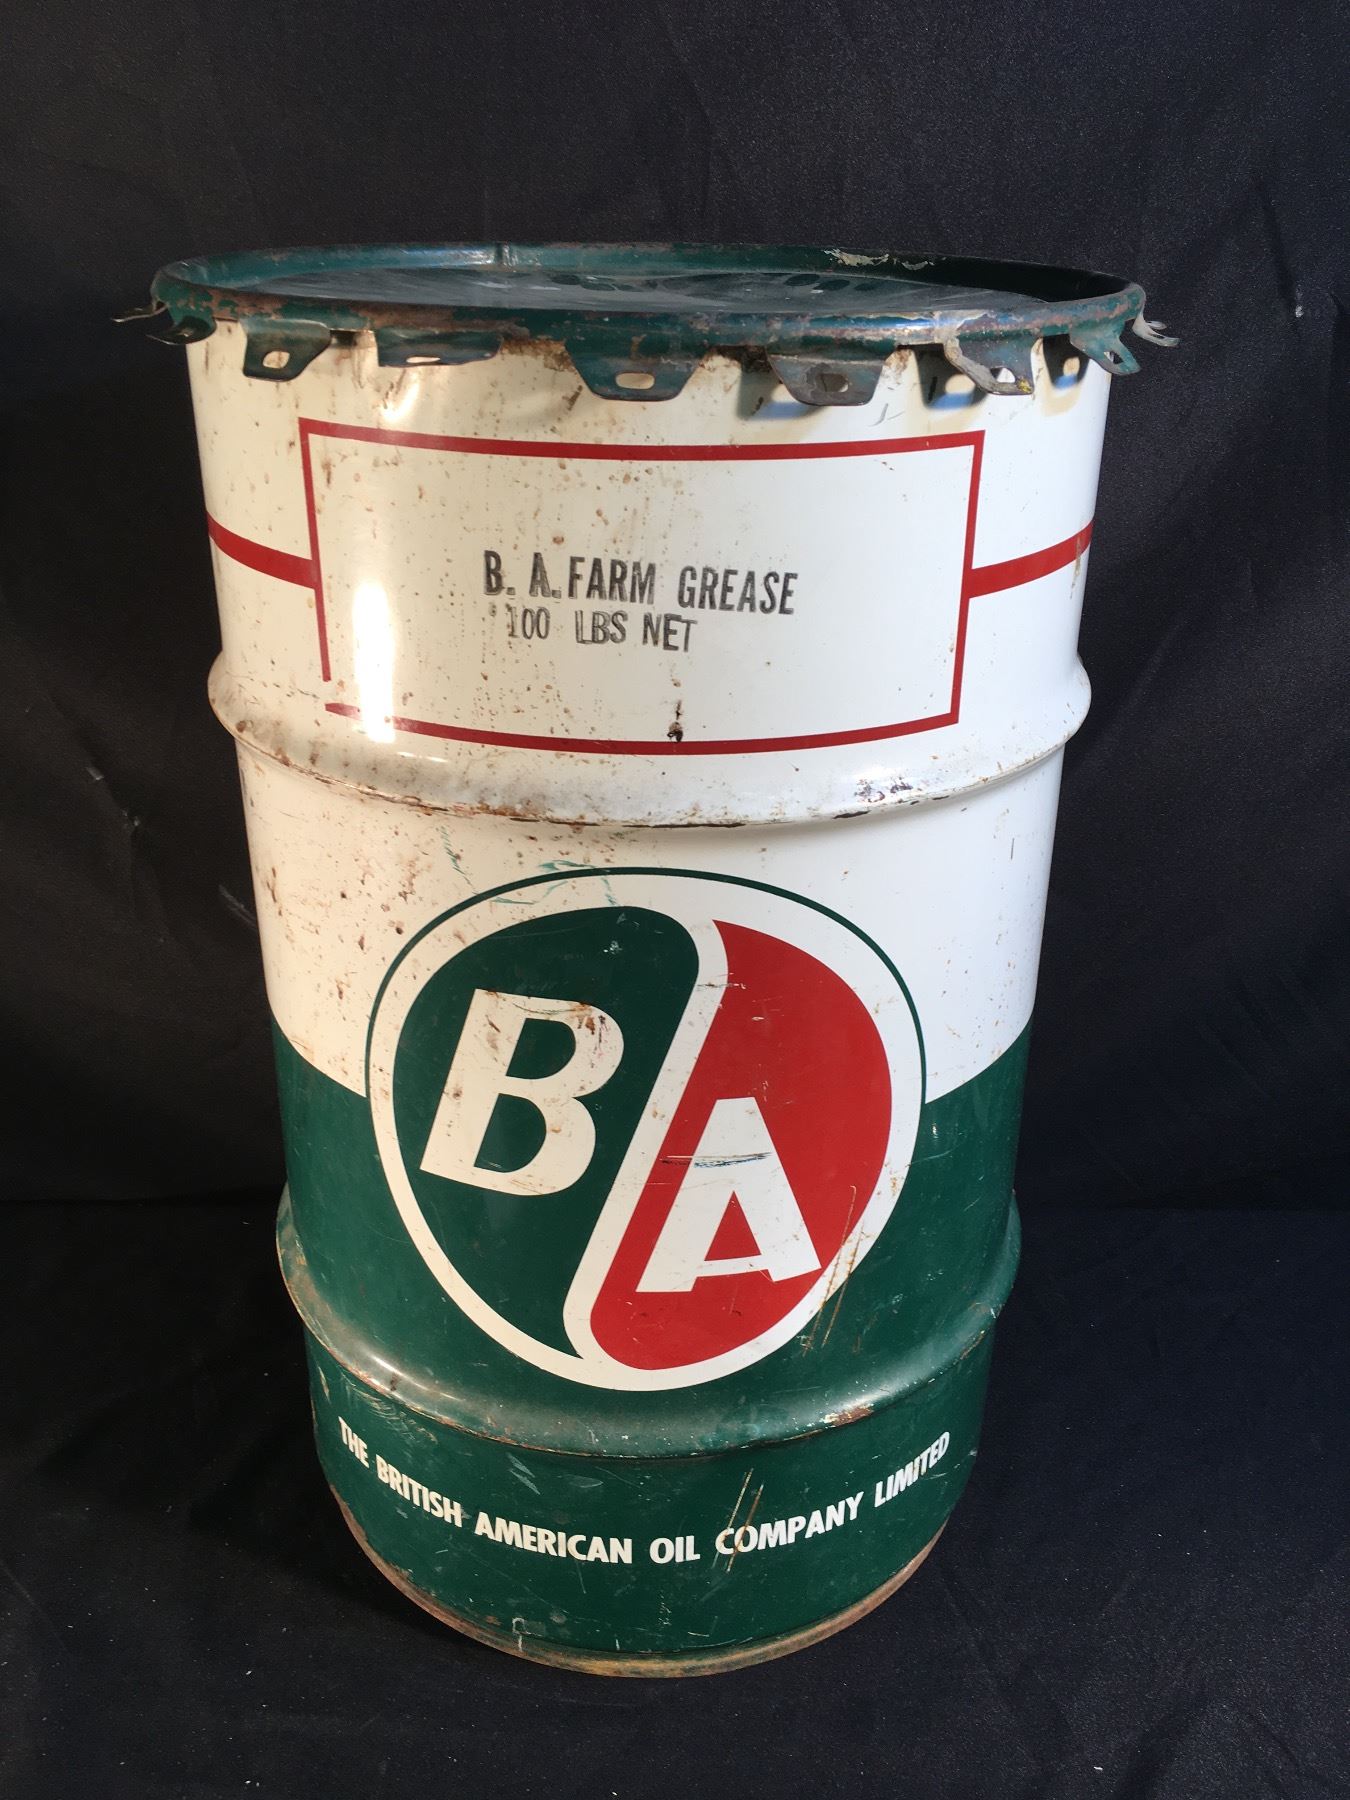 B. A. FARM GREASE
100 LBS NET
B A
THE BRITISH AMERICAN OIL COMPANY LIMITED